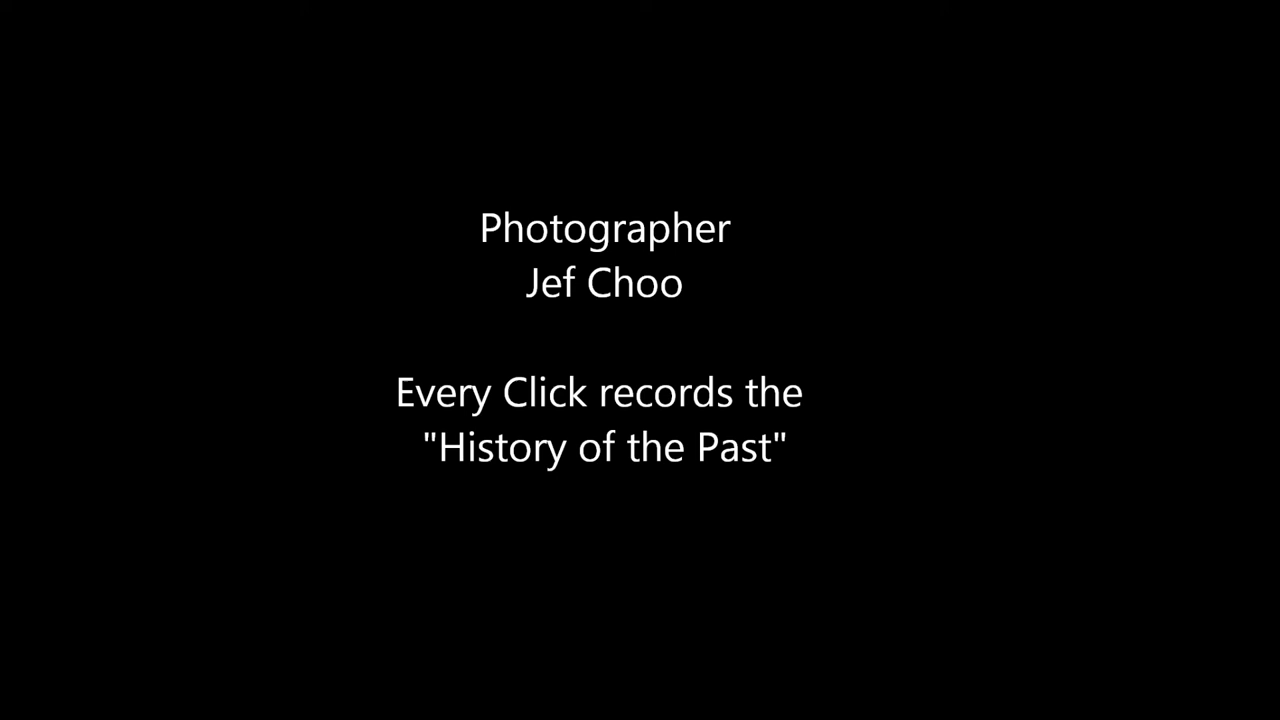 Photographer
Jef Choo
Every Click records the
"History of the Past"